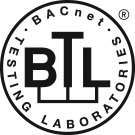 · BACnet ·
®
BTL
TESTING LABORATORIES